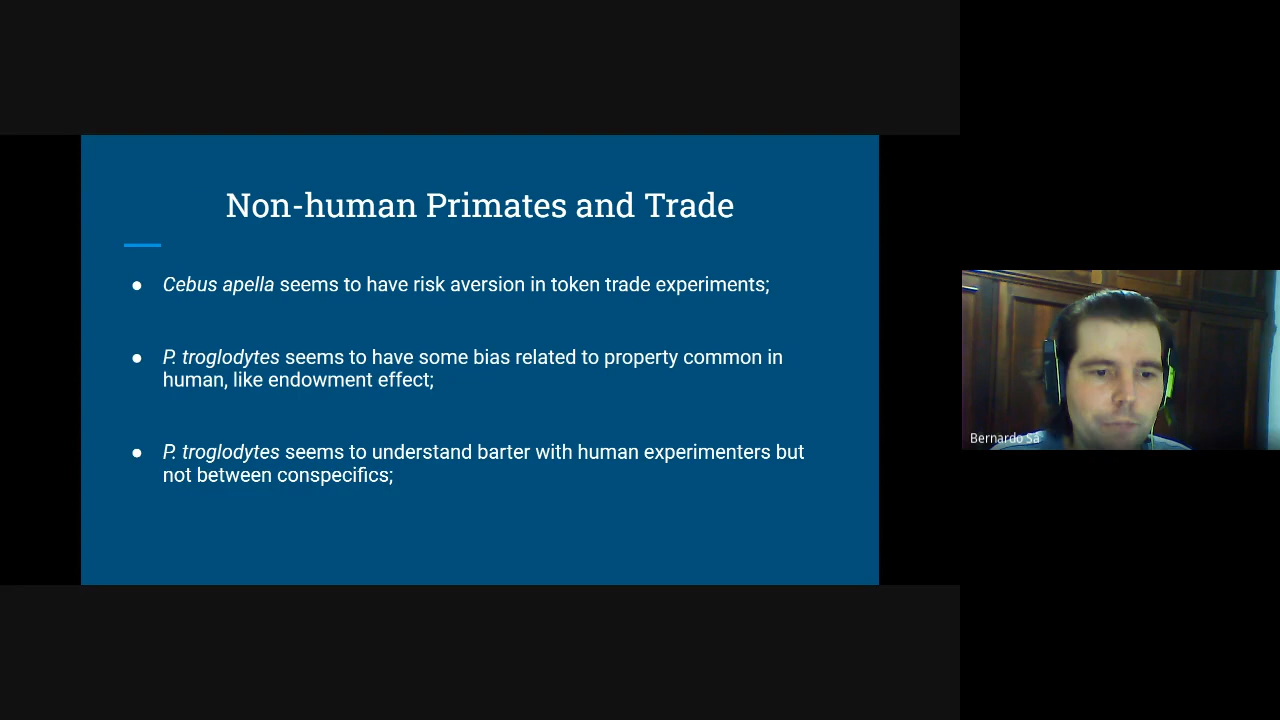 Non-human Primates and Trade
● Cebus apella seems to have risk aversion in token trade experiments;
● P. troglodytes seems to have some bias related to property common in
human, like endowment effect;
● P. troglodytes seems to understand barter with human experimenters but
not between conspecifics;
Bernardo Sa